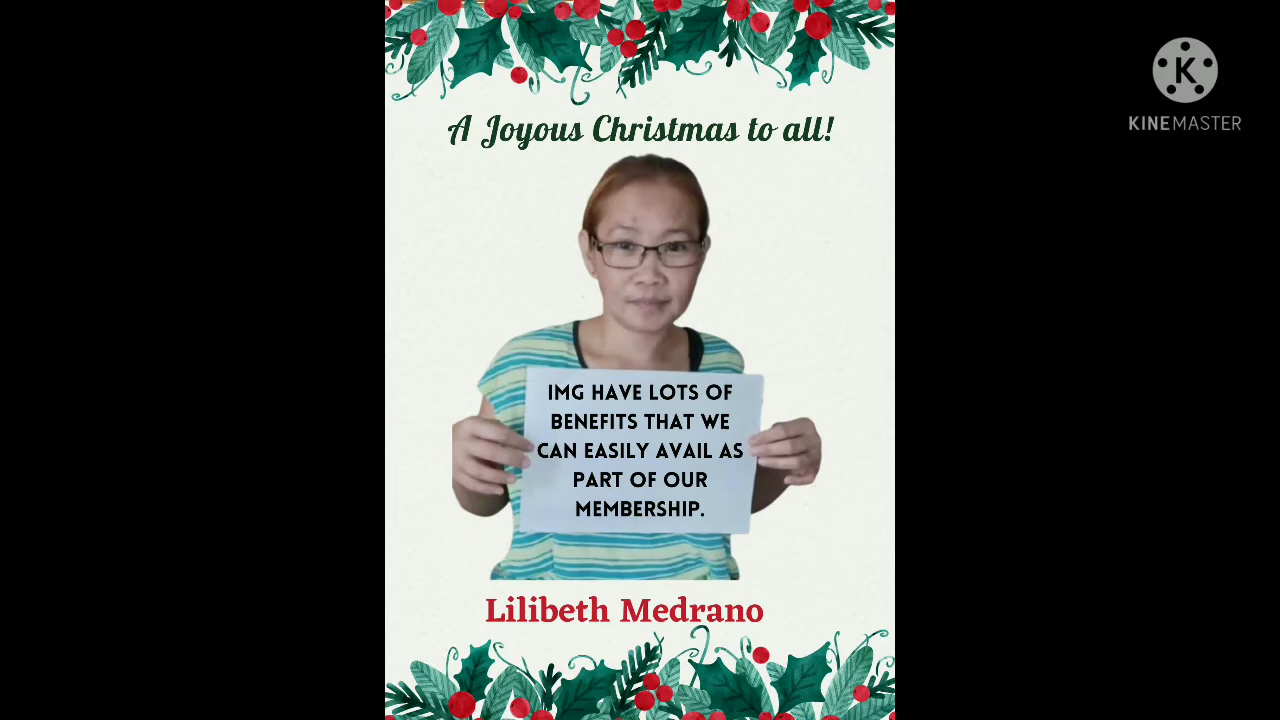 A Joyous Christmas to all!
K
KINEMASTER
IMG HAVE LOTS OF
BENEFITS THAT WE
CAN EASILY AVAIL AS
PART OF OUR
MEMBERSHIP.
Lilibeth Medrano